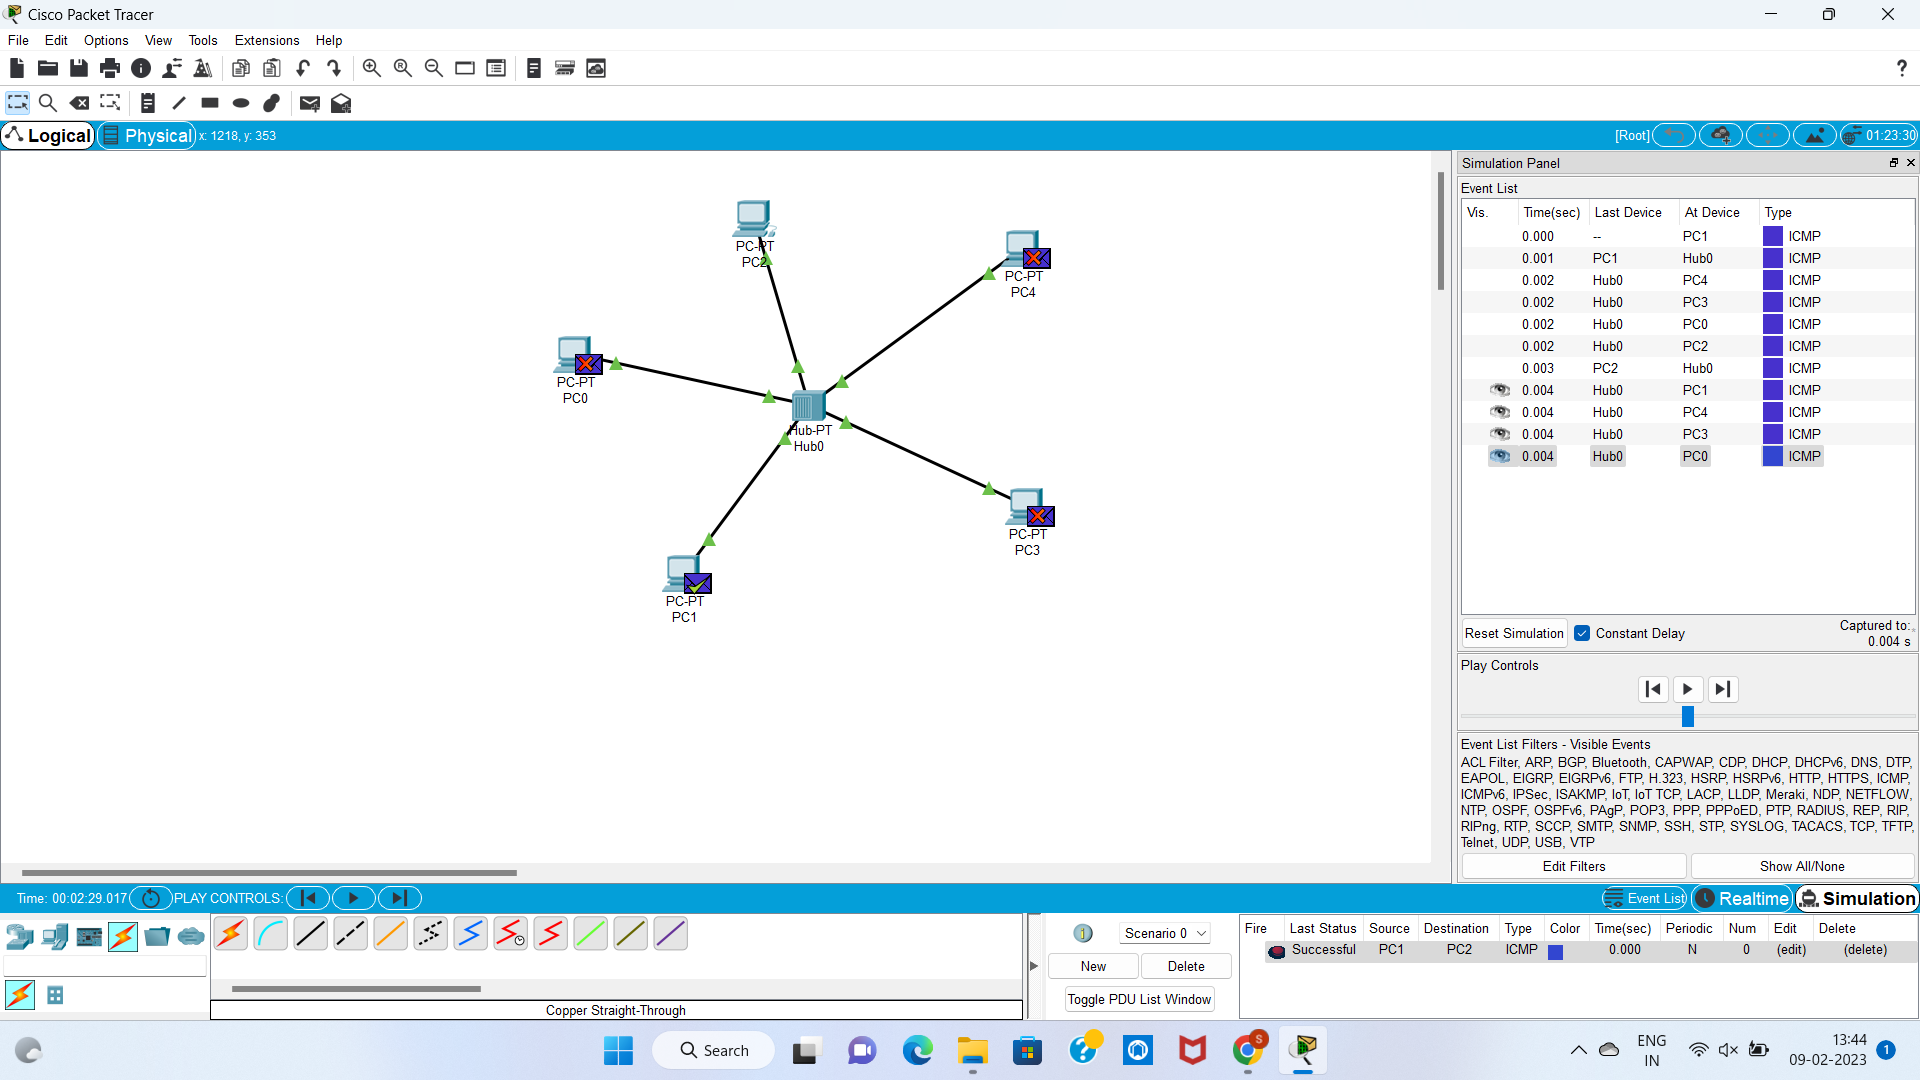 Cisco Packet Tracer
File Edit Options View Tools Extensions Help
?
Logical Physical x: 1218, y: 353 [Root] 01:23:30
Simulation Panel
Event List
Vis. Time(sec) Last Device At Device Type
0.000 -- PC1 ICMP
0.001 PC1 Hub0 ICMP
0.002 Hub0 PC4 ICMP
0.002 Hub0 PC3 ICMP
0.002 Hub0 PC0 ICMP
0.002 Hub0 PC2 ICMP
0.003 PC2 Hub0 ICMP
0.004 Hub0 PC1 ICMP
0.004 Hub0 PC4 ICMP
0.004 Hub0 PC3 ICMP
0.004 Hub0 PC0 ICMP
PC-PT
PC2
PC-PT
PC4
PC-PT
PC0
Hub-PT
Hub0
PC-PT
PC3
PC-PT
PC1
Reset Simulation Constant Delay Captured to:
0.004 s
Play Controls
Event List Filters - Visible Events
ACL Filter, ARP, BGP, Bluetooth, CAPWAP, CDP, DHCP, DHCPv6, DNS, DTP,
EAPOL, EIGRP, EIGRPv6, FTP, H.323, HSRP, HSRPv6, HTTP, HTTPS, ICMP,
ICMPv6, IPSec, ISAKMP, IoT, IoT TCP, LACP, LLDP, Meraki, NDP, NETFLOW,
NTP, OSPF, OSPFv6, PAgP, POP3, PPP, PPPoED, PTP, RADIUS, REP, RIP,
RIPng, RTP, SCCP, SMTP, SNMP, SSH, STP, SYSLOG, TACACS, TCP, TFTP,
Telnet, UDP, USB, VTP
Edit Filters Show All/None
Time: 00:02:29.017 PLAY CONTROLS: Event List Realtime Simulation
Scenario 0
New Delete
Toggle PDU List Window
Fire Last Status Source Destination Type Color Time(sec) Periodic Num Edit Delete
Successful PC1 PC2 ICMP 0.000 N 0 (edit) (delete)
Copper Straight-Through
Search
S
ENG
IN
13:44
09-02-2023
1